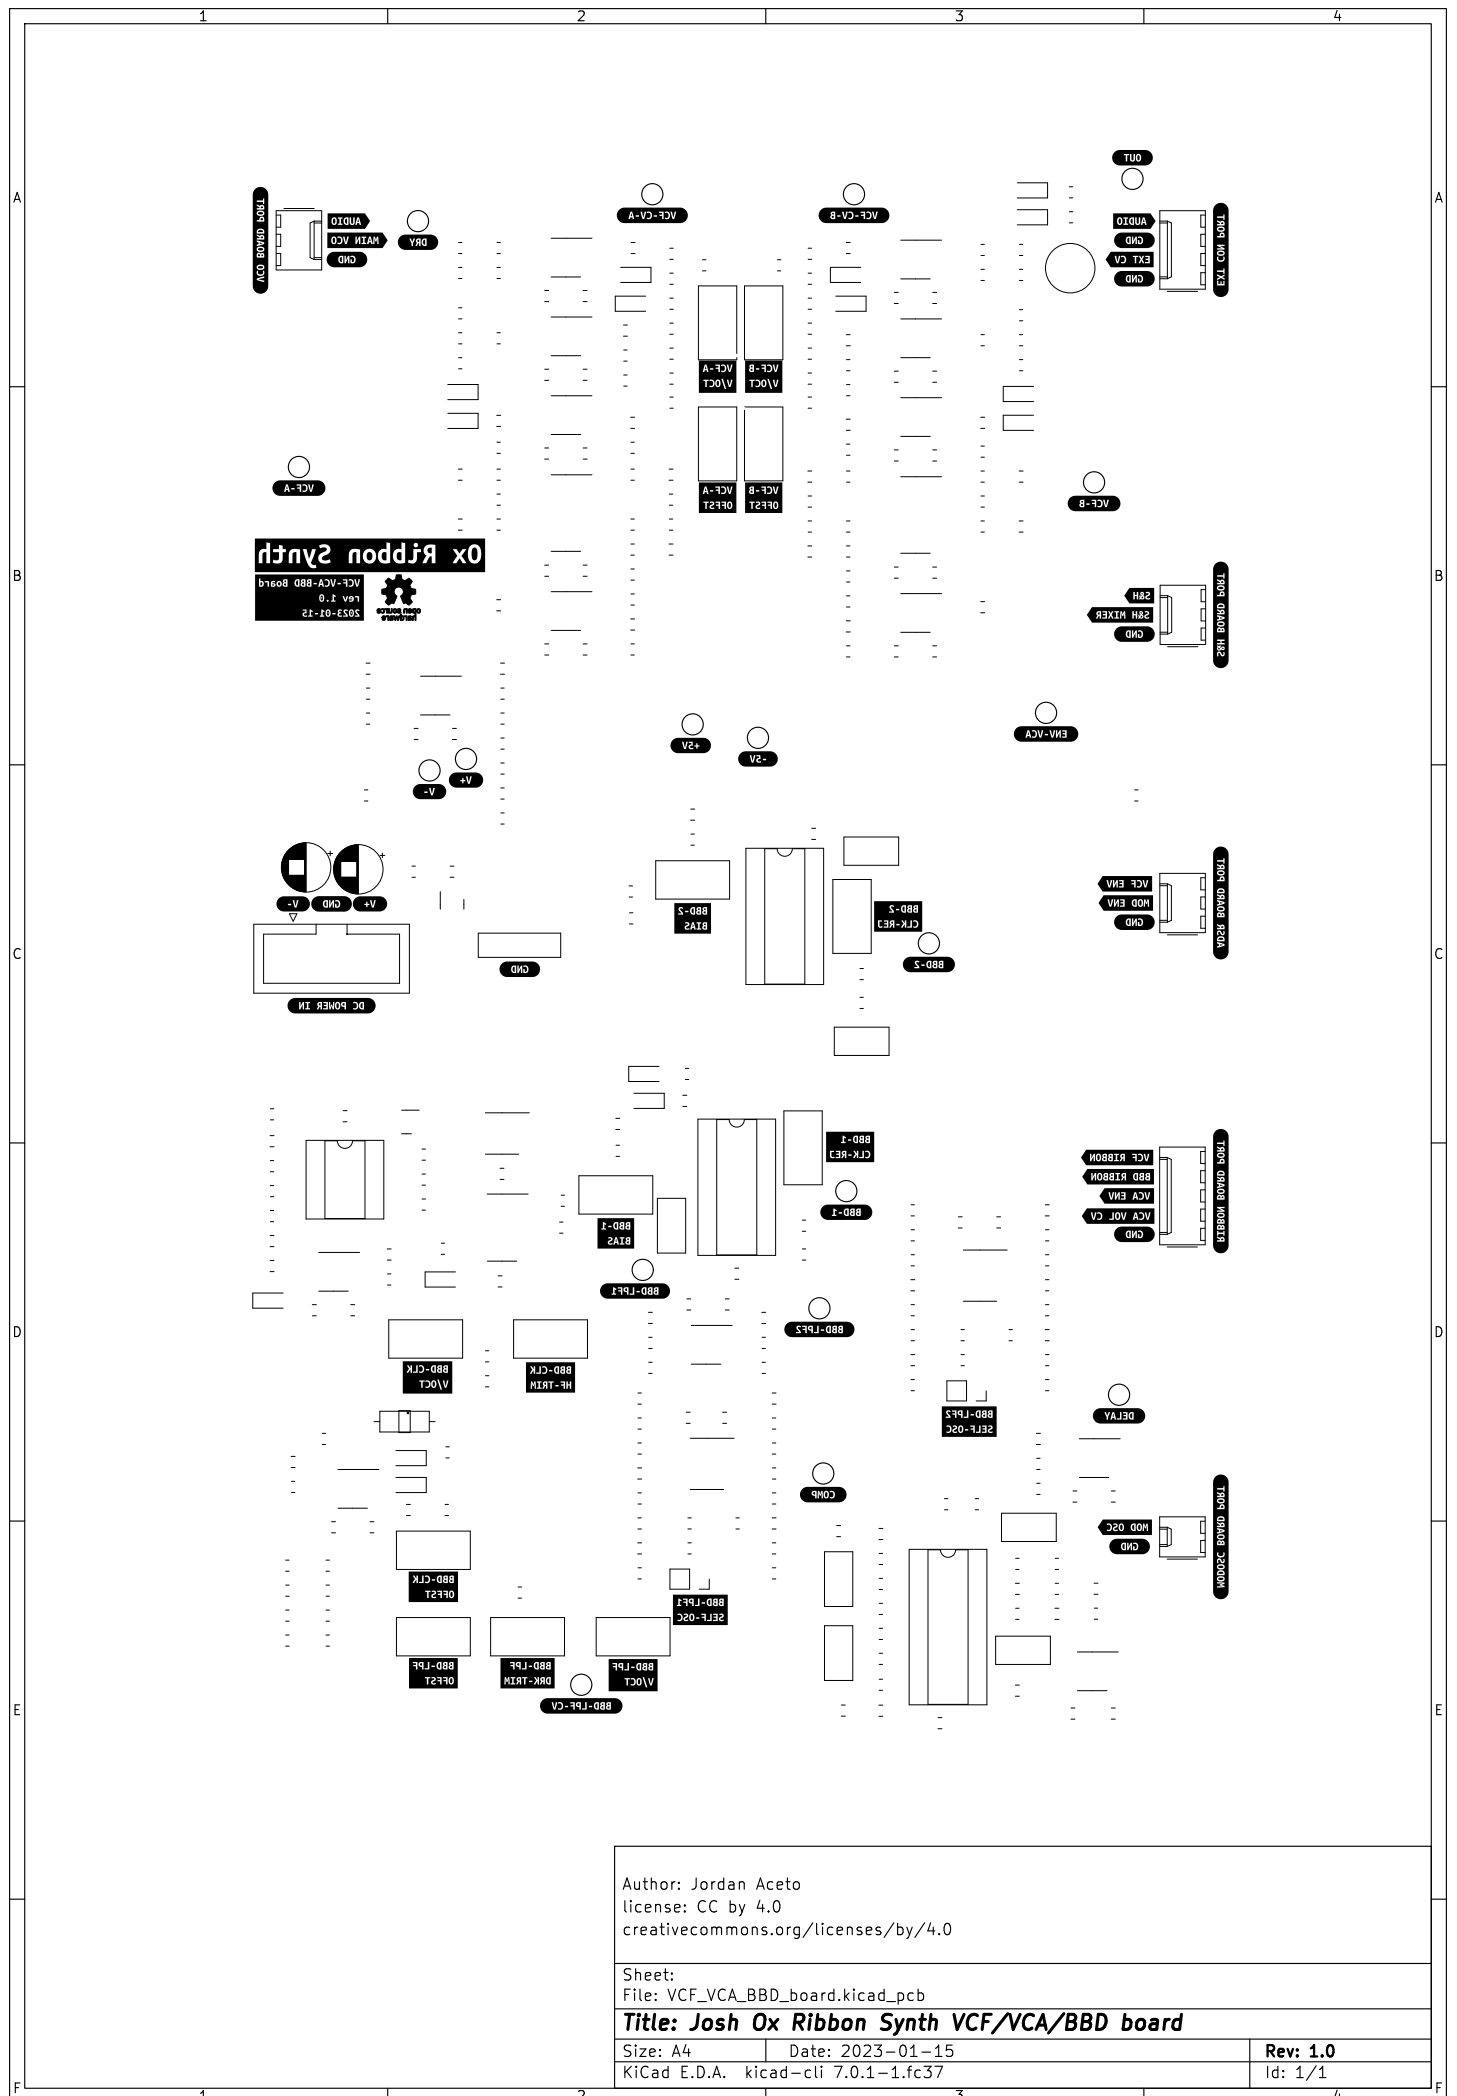 1 2 3 4
A A
OUT
VCO BOARD PORT
AUDIO
MAIN VCO
GND
DRY
VCF-CV-A
VCF-CV-B
AUDIO
GND
EXT CV
GND
EXT CON PORT
VCF-A
V/OCT
VCF-B
V/OCT
VCF-A
OFFST
VCF-B
OFFST
VCF-A
VCF-B
Ox Ribbon Synth
VCF-VCA-BBD Board
rev 1.0
2023-01-15
open source
hardware
B B
S&H
S&H MIXER
GND
S&H BOARD PORT
+5V
-5V
ENV-VCA
V+
V-
V-
GND
V+
DC POWER IN
GND
BBD-2
BIAS
BBD-2
CLK-REJ
BBD-2
VCF ENV
MOD ENV
GND
ADSR BOARD PORT
C C
BBD-1
CLK-REJ
BBD-1
BBD-1
BIAS
BBD-LPF1
BBD-LPF2
VCF RIBBON
BBD RIBBON
VCA ENV
VCA VOL CV
GND
RIBBON BOARD PORT
D D
BBD-CLK
V/OCT
BBD-CLK
HF-TRIM
BBD-LPF2
SELF-OSC
DELAY
COMP
MOD OSC
GND
MODOSC BOARD PORT
BBD-CLK
OFFST
BBD-LPF1
SELF-OSC
BBD-LPF
OFFST
BBD-LPF
DRK-TRIM
BBD-LPF
V/OCT
BBD-LPF-CV
E E
Author: Jordan Aceto
license: CC by 4.0
creativecommons.org/licenses/by/4.0
Sheet:
File: VCF_VCA_BBD_board.kicad_pcb
Title: Josh Ox Ribbon Synth VCF/VCA/BBD board
Size: A4 Date: 2023-01-15 Rev: 1.0
KiCad E.D.A. kicad-cli 7.0.1-1.fc37 Id: 1/1
F F
1 2 3 4